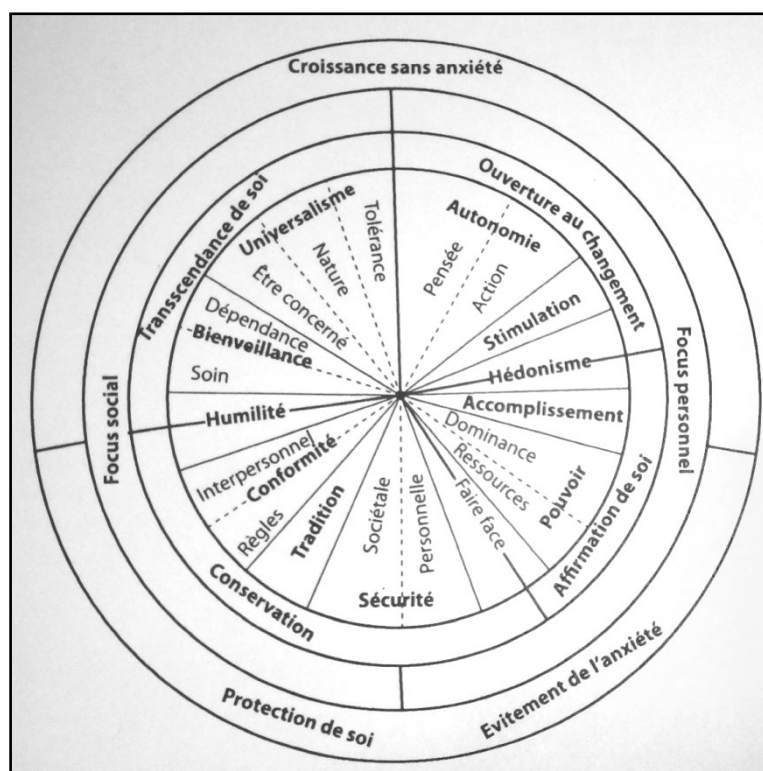 Croissance sans anxiété
Transscendance de soi
Ouverture au changement
Universalisme
Tolérance
Nature
Être concerné
Autonomie
Pensée
Action
Dépendance
Bienveillance
Soin
Stimulation
Hédonisme
Focus social
Focus personnel
Humilité
Accomplissement
Interpersonnel
Conformité
Règles
Dominance
Ressources
Pouvoir
Faire face
Tradition
Sociétale
Personnelle
Sécurité
Conservation
Affirmation de soi
Protection de soi
Evitement de l'anxiété